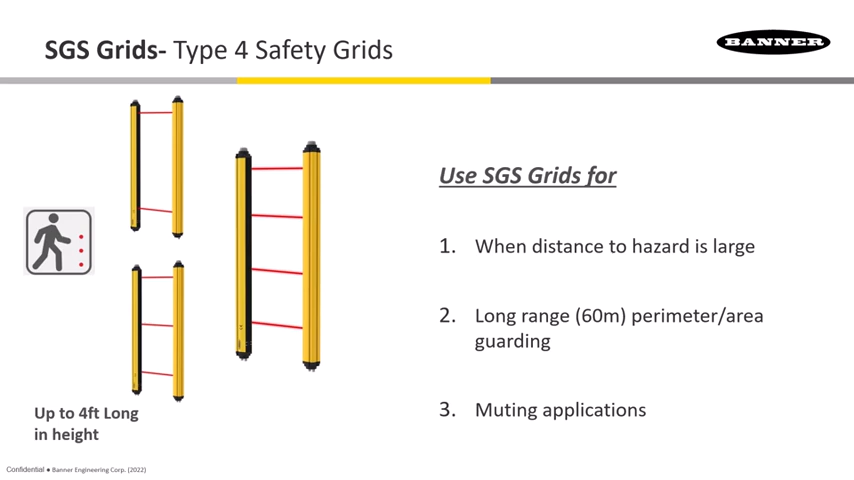 SGS Grids- Type 4 Safety Grids
BANNER
Use SGS Grids for
1. When distance to hazard is large
2. Long range (60m) perimeter/area
guarding
3. Muting applications
Up to 4ft Long
in height
Confidential ● Banner Engineering Corp. (2022)